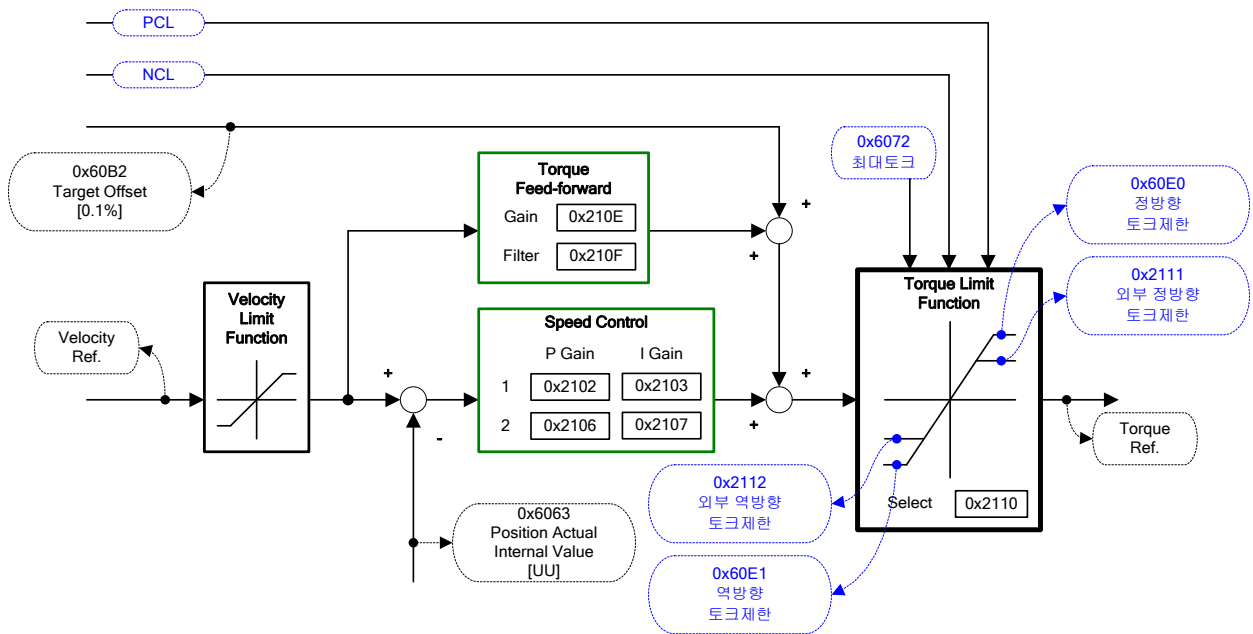 PCL
NCL
0x60B2
Target Offset
[0.1%]
Torque
Feed-forward
Gain
0x210E
Filter
0x210F
+
+
0x6072
최대토크
0x60E0
정방향
토크제한
0x2111
외부 정방향
토크제한
Velocity
Ref.
Velocity
Limit
Function
+
-
Speed Control
P Gain
I Gain
1
0x2102
0x2103
2
0x2106
0x2107
+
+
Torque Limit
Function
Select
0x2110
Torque
Ref.
0x2112
외부 역방향
토크제한
0x60E1
역방향
토크제한
0x6063
Position Actual
Internal Value
[UU]